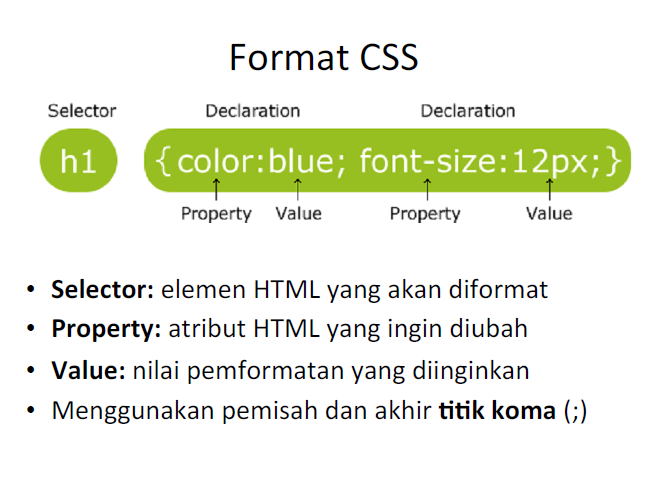 Format CSS
Selector Declaration Declaration
h1 {color:blue; font-size:12px;}
Property Value Property Value
• Selector: elemen HTML yang akan diformat
• Property: atribut HTML yang ingin diubah
• Value: nilai pemformatan yang diinginkan
• Menggunakan pemisah dan akhir titik koma (;)